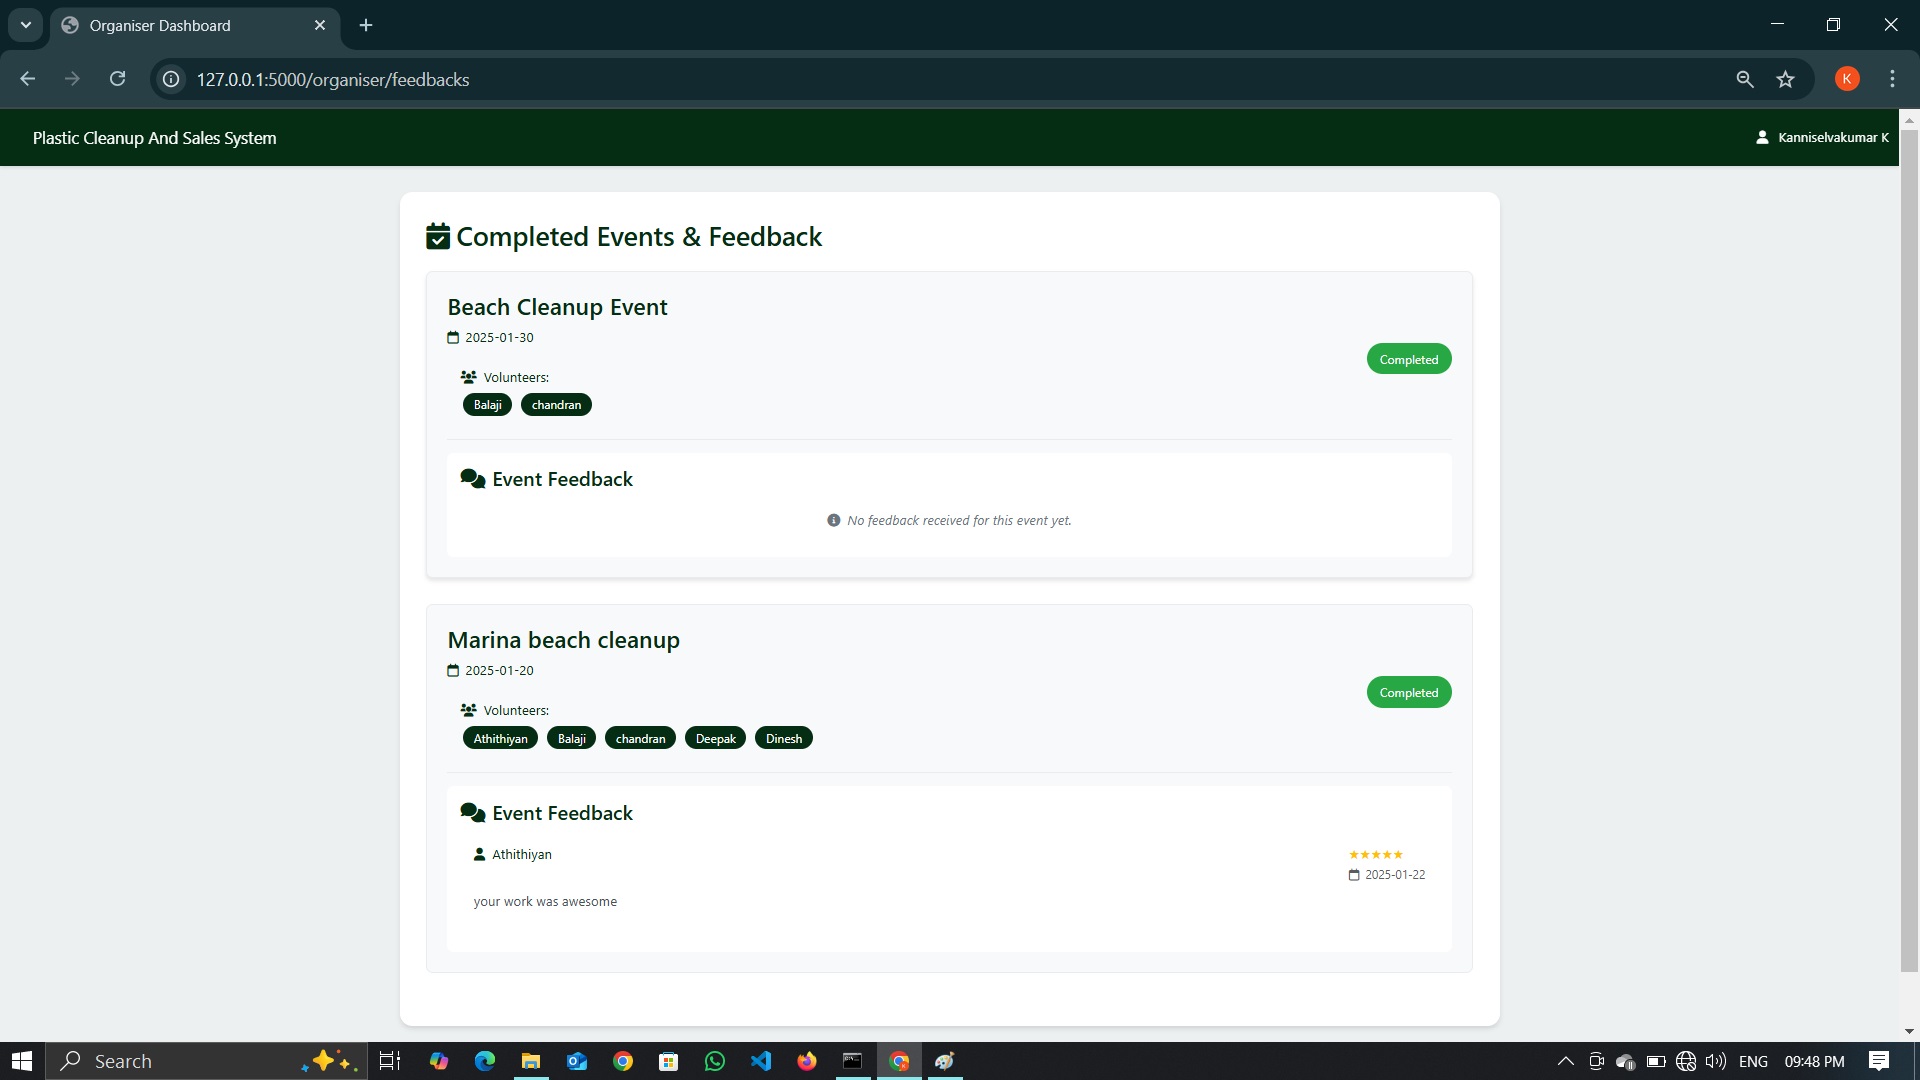 Organiser Dashboard
127.0.0.1:5000/organiser/feedbacks
K
Plastic Cleanup And Sales System
Kanniselvakumar K
Completed Events & Feedback
Beach Cleanup Event
2025-01-30
Completed
Volunteers:
Balaji chandran
Event Feedback
No feedback received for this event yet.
Marina beach cleanup
2025-01-20
Completed
Volunteers:
Athithiyan Balaji chandran Deepak Dinesh
Event Feedback
Athithiyan
2025-01-22
your work was awesome
Search
ENG
09:48 PM